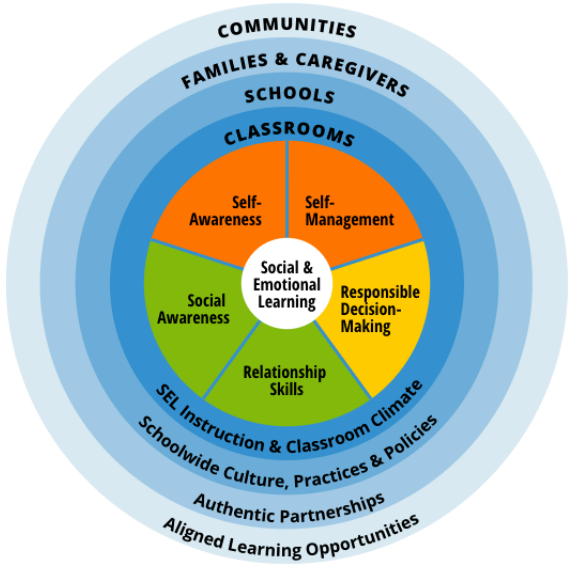 COMMUNITIES
FAMILIES & CAREGIVERS
SCHOOLS
CLASSROOMS
Self-
Awareness
Self-
Management
Social &
Emotional
Learning
Social
Awareness
Responsible
Decision-
Making
Relationship
Skills
SEL Instruction & Classroom Climate
Schoolwide Culture, Practices & Policies
Authentic Partnerships
Aligned Learning Opportunities